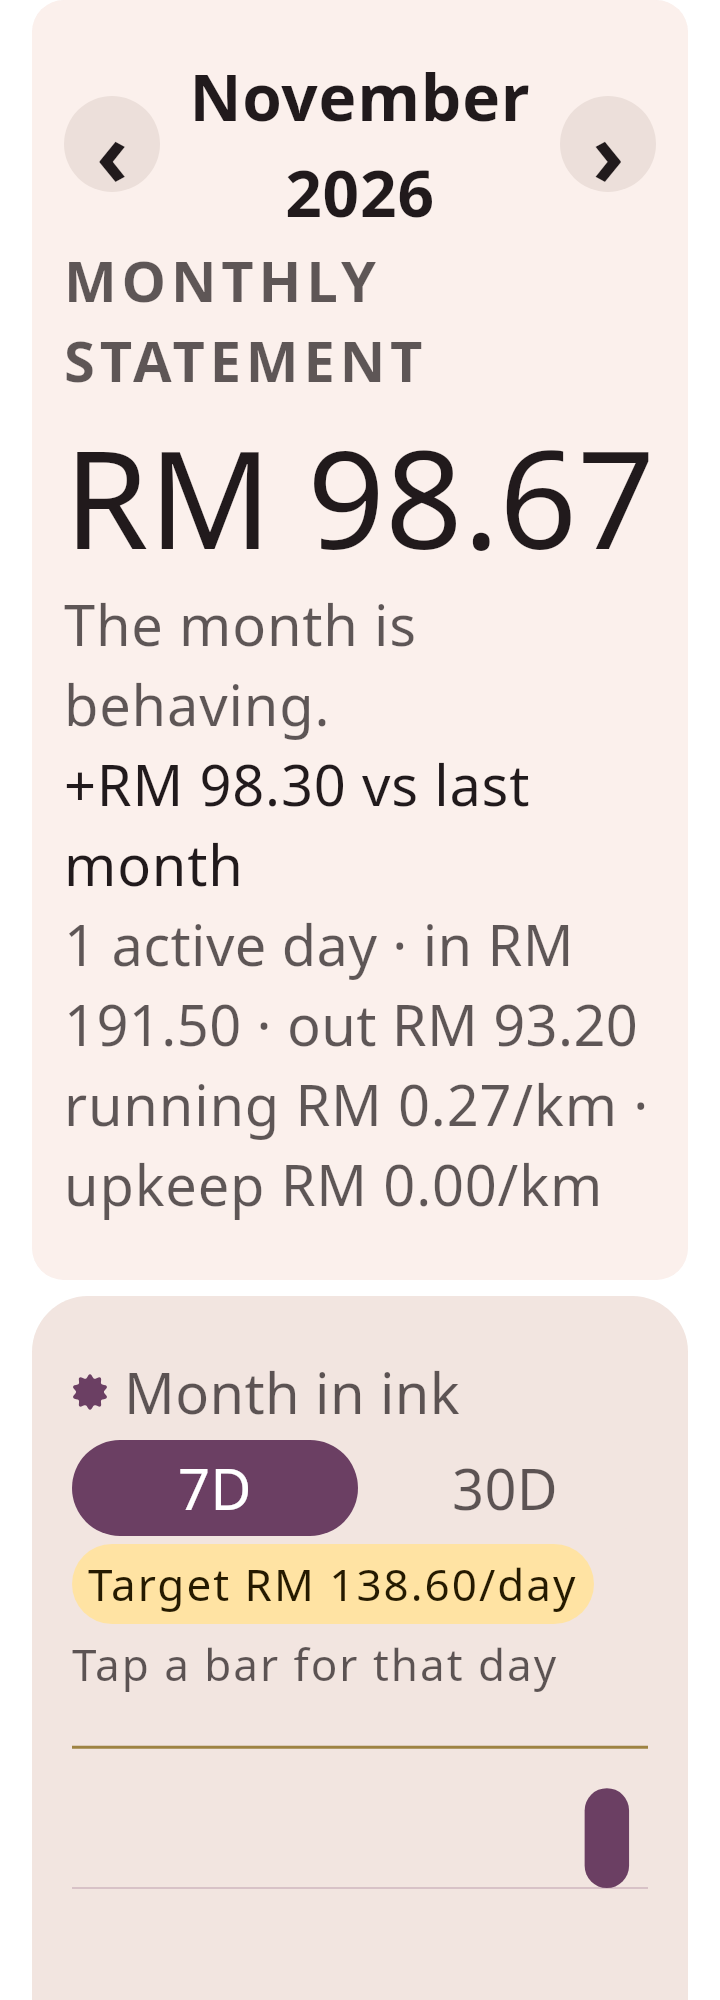 ‹
November
2026
›
MONTHLY
STATEMENT
RM 98.67
The month is
behaving.
+RM 98.30 vs last
month
1 active day · in RM
191.50 · out RM 93.20
running RM 0.27/km ·
upkeep RM 0.00/km
Month in ink
7D
30D
Target RM 138.60/day
Tap a bar for that day